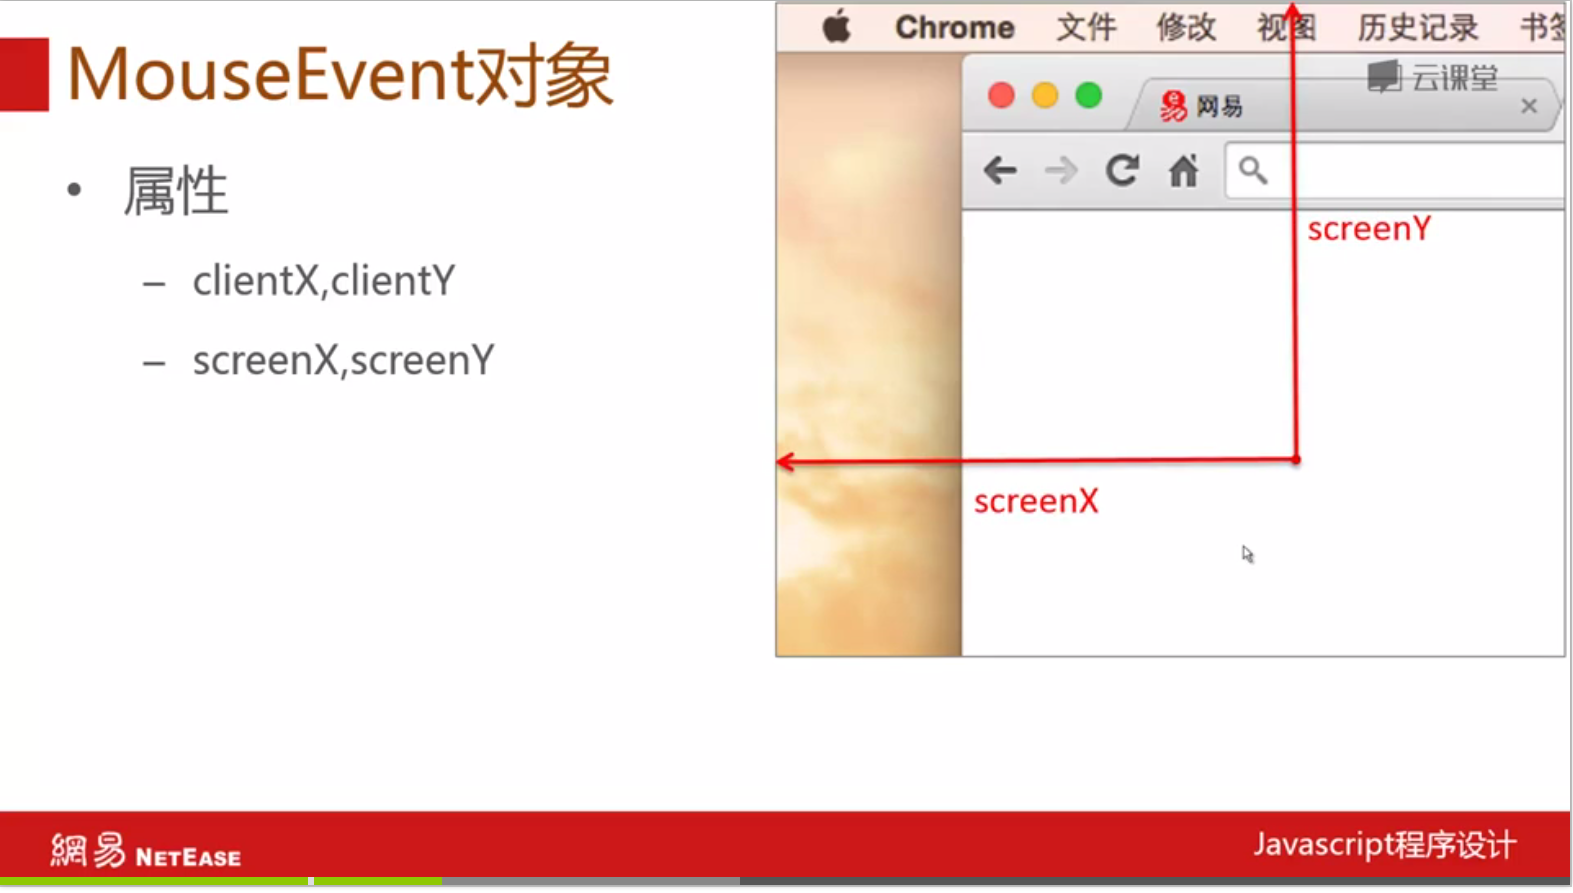 MouseEvent对象
• 属性
– clientX,clientY
– screenX,screenY
Chrome 文件 修改 视图 历史记录 书签
云课堂
网易
screenY
screenX
網易 NETEASE
Javascript程序设计